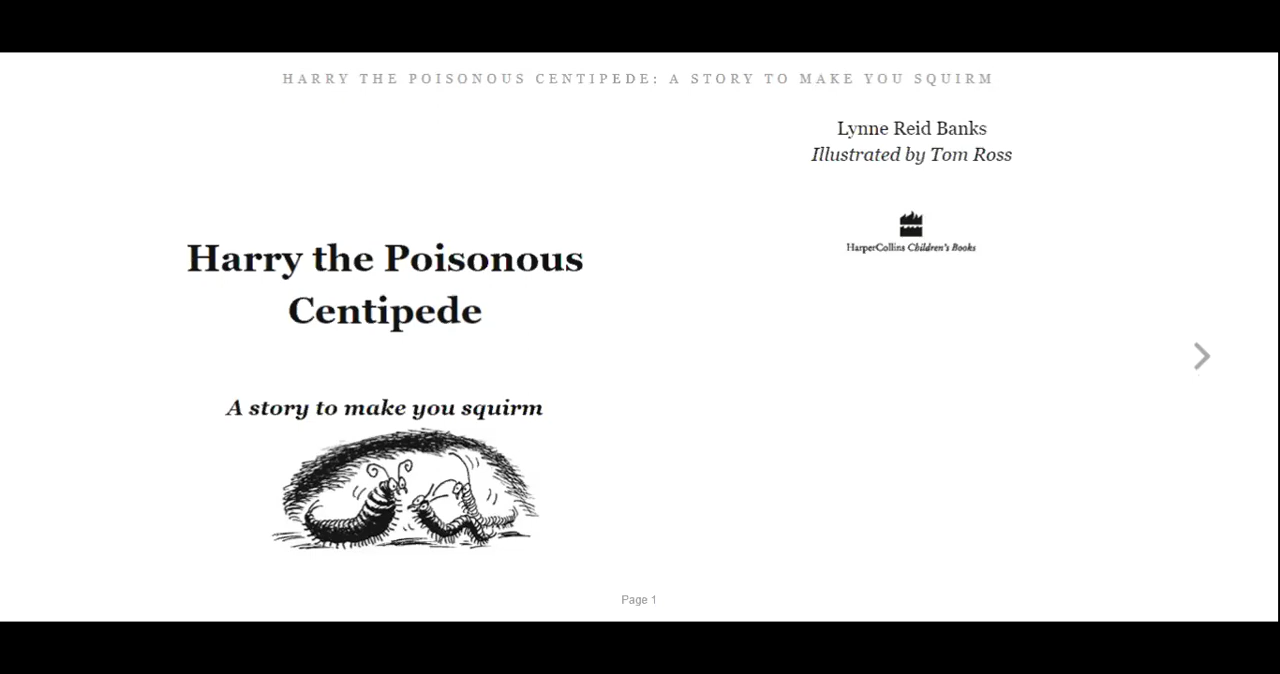 HARRY THE POISONOUS CENTIPEDE: A STORY TO MAKE YOU SQUIRM
Harry the Poisonous
Centipede
A story to make you squirm
Lynne Reid Banks
Illustrated by Tom Ross
HarperCollins Children's Books
Page 1